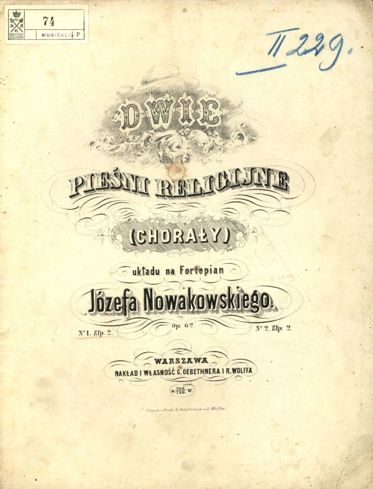 74
MUSICALIA P
II 229.
DWIE
PIEŚNI RELIGIJNE
(CHORAŁY)
układu na Fortepian
Józefa Nowakowskiego.
Nº 1. Złp. 2.
Op: 62
Nº 2. Złp: 2
WARSZAWA
NAKŁAD I WŁASNOŚĆ G. GEBETHNERA I R. WOLFFA
G. W.